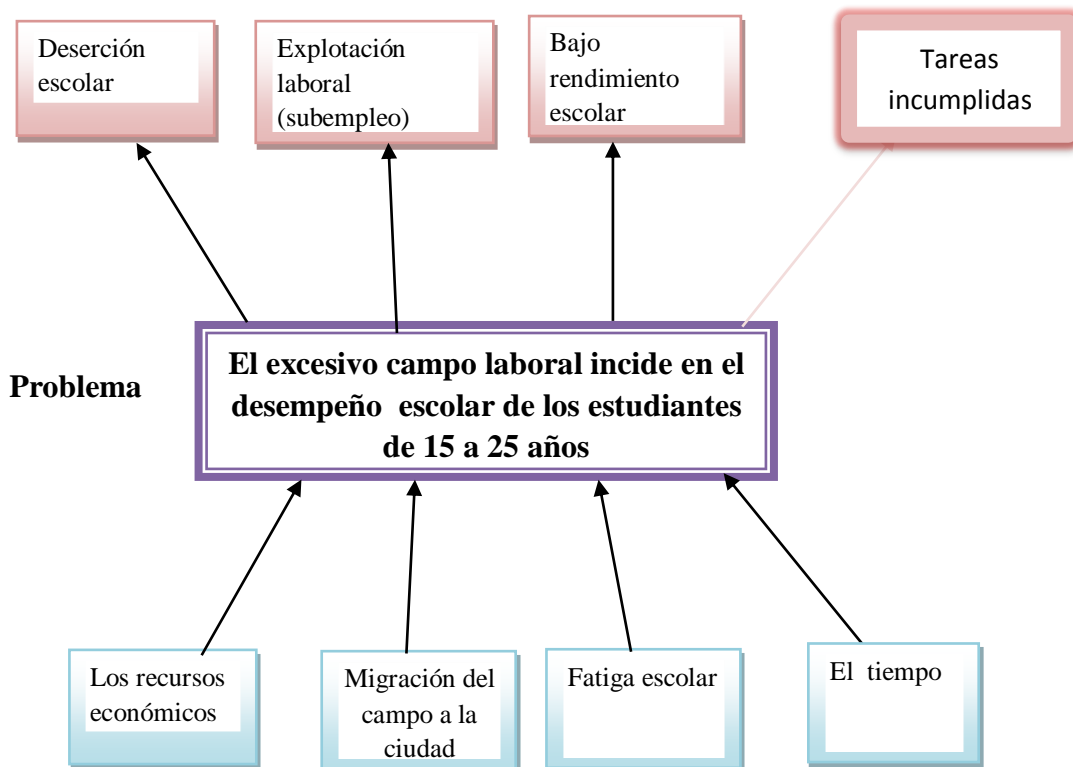 Deserción
escolar
Explotación
laboral
(subempleo)
Bajo
rendimiento
escolar
Tareas
incumplidas
Problema
El excesivo campo laboral incide en el
desempeño escolar de los estudiantes
de 15 a 25 años
Los recursos
económicos
Migración del
campo a la
ciudad
Fatiga escolar
El tiempo